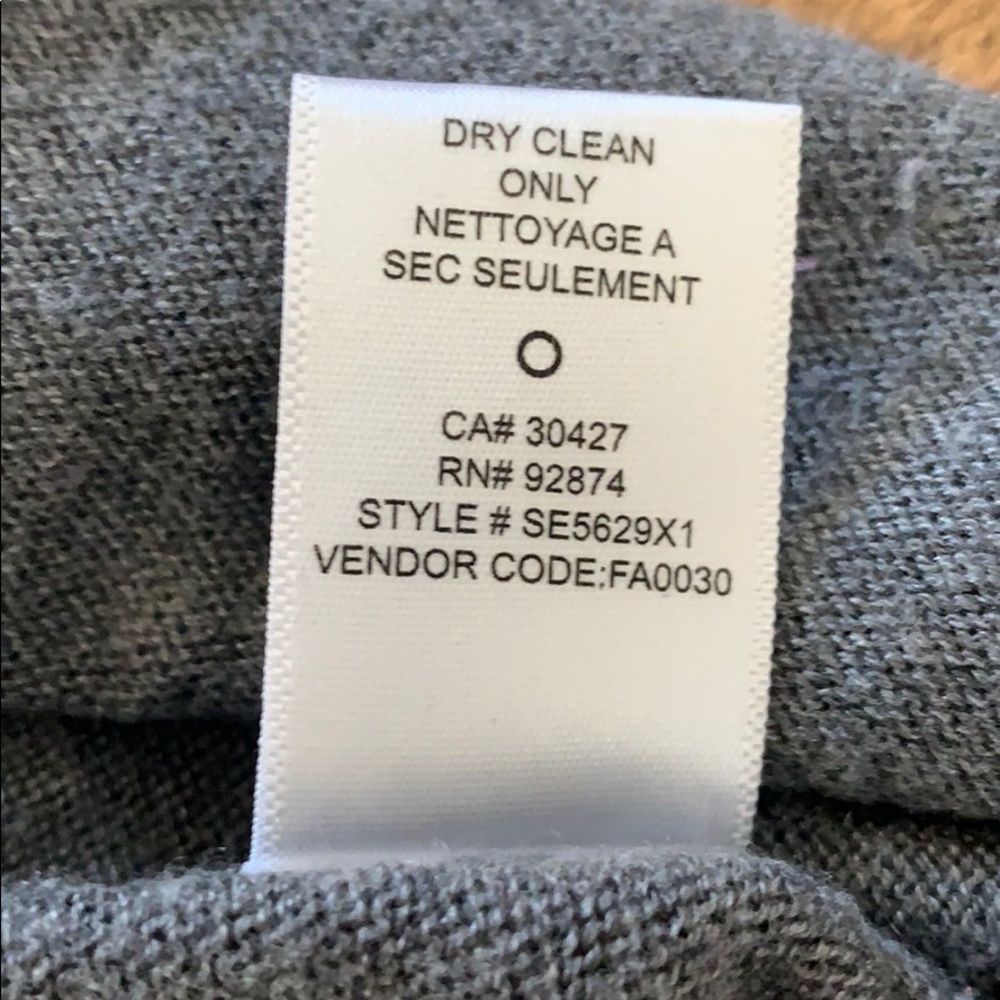 DRY CLEAN
ONLY
NETTOYAGE A
SEC SEULEMENT
CA# 30427
RN# 92874
STYLE # SE5629X1
VENDOR CODE:FA0030